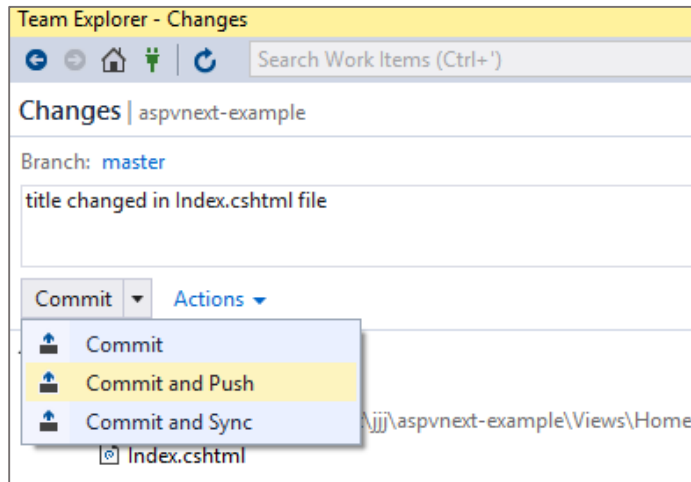 Team Explorer - Changes
Search Work Items (Ctrl+')
Changes | aspvnext-example
Branch: master
title changed in Index.cshtml file
Commit Actions
Commit
Commit and Push
Commit and Sync
\jjj\aspvnext-example\Views\Home
Index.cshtml